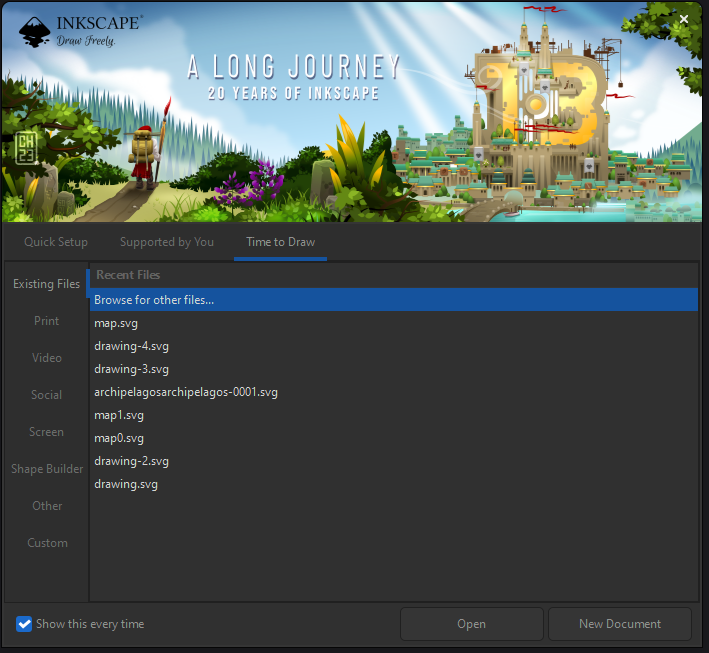 INKSCAPE®
Draw Freely.
A LONG JOURNEY
20 YEARS OF INKSCAPE
CH
23
Quick Setup
Supported by You
Time to Draw
Existing Files
Print
Video
Social
Screen
Shape Builder
Other
Custom
Recent Files
Browse for other files...
map.svg
drawing-4.svg
drawing-3.svg
archipelagosarchipelagos-0001.svg
map1.svg
map0.svg
drawing-2.svg
drawing.svg
Show this every time
Open
New Document